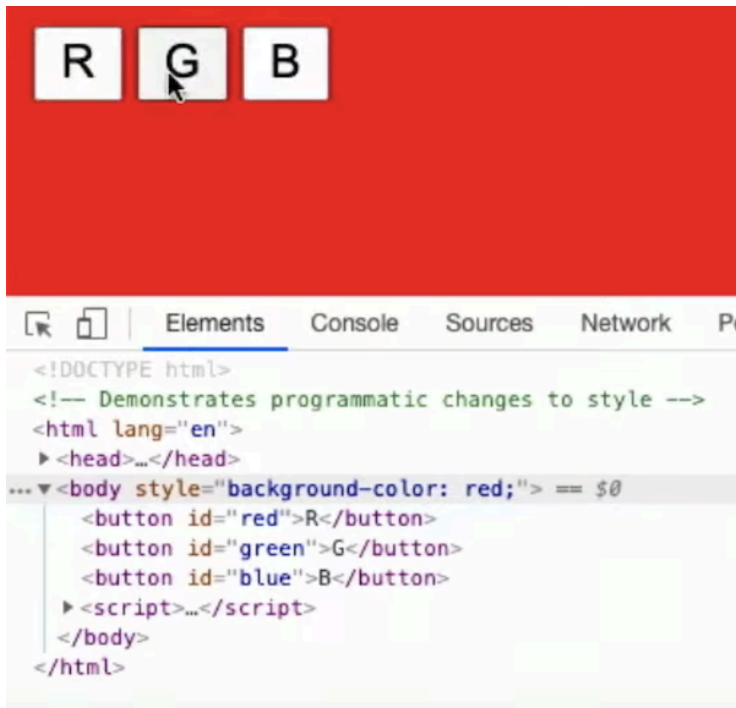 R G B
Elements Console Sources Network
<!DOCTYPE html>
<!-- Demonstrates programmatic changes to style -->
<html lang="en">
▶<head>…</head>
…▼<body style="background-color: red;"> == $0
<button id="red">R</button>
<button id="green">G</button>
<button id="blue">B</button>
▶<script>…</script>
</body>
</html>